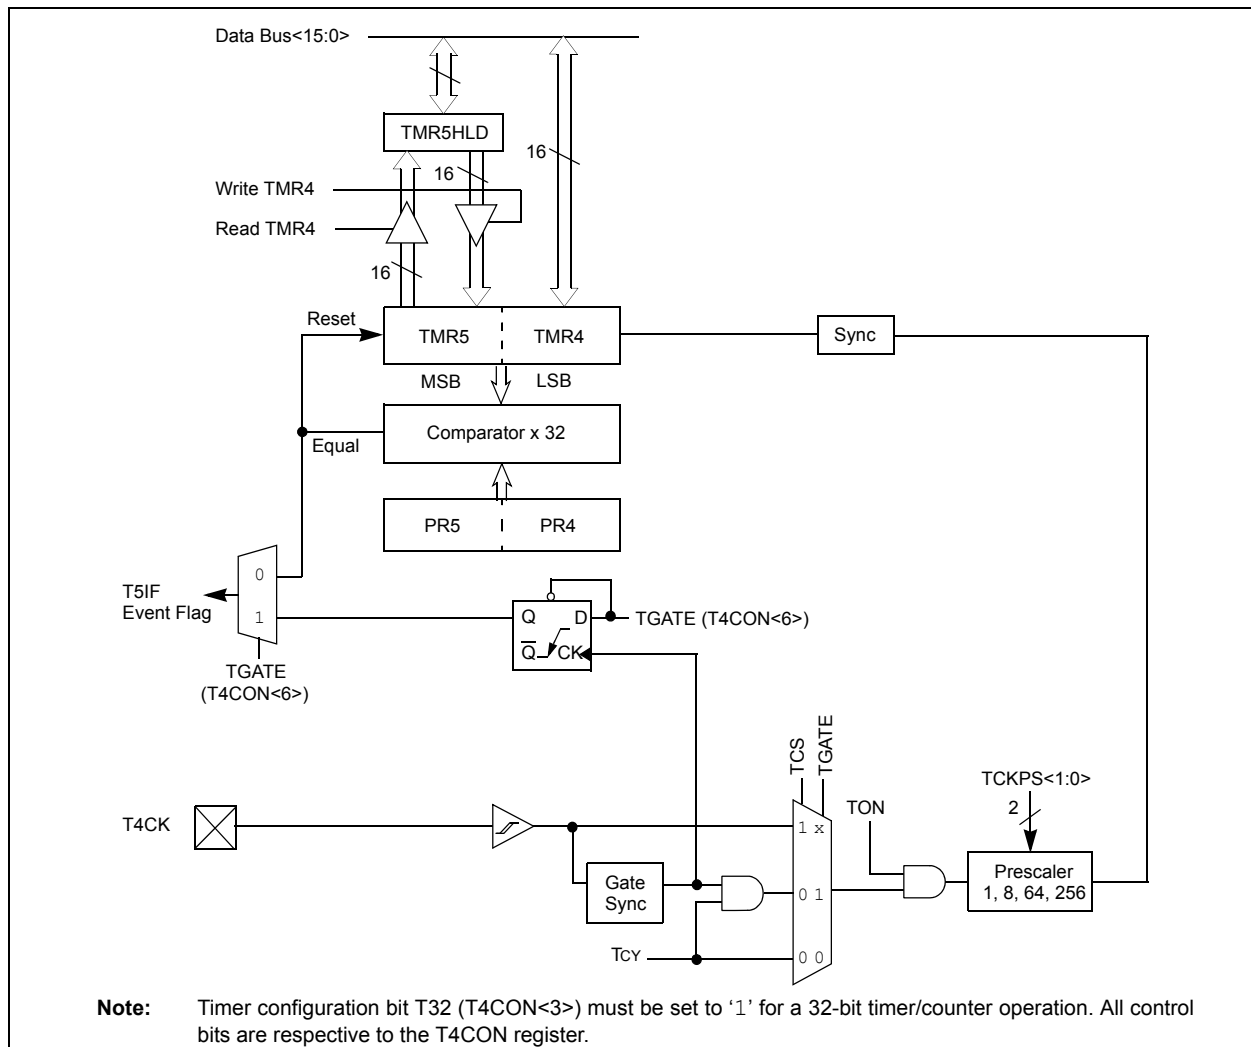 Data Bus<15:0>
TMR5HLD
16
16
Write TMR4
Read TMR4
16
Reset
TMR5
TMR4
Sync
MSB
LSB
Equal
Comparator x 32
PR5
PR4
0
1
T5IF
Event Flag
TGATE
(T4CON<6>)
Q
D
Q
CK
TGATE (T4CON<6>)
TCS
TGATE
TCKPS<1:0>
2
TON
T4CK
1 x
0 1
0 0
Gate
Sync
Prescaler
1, 8, 64, 256
TCY
Note: Timer configuration bit T32 (T4CON<3>) must be set to ‘1’ for a 32-bit timer/counter operation. All control
bits are respective to the T4CON register.